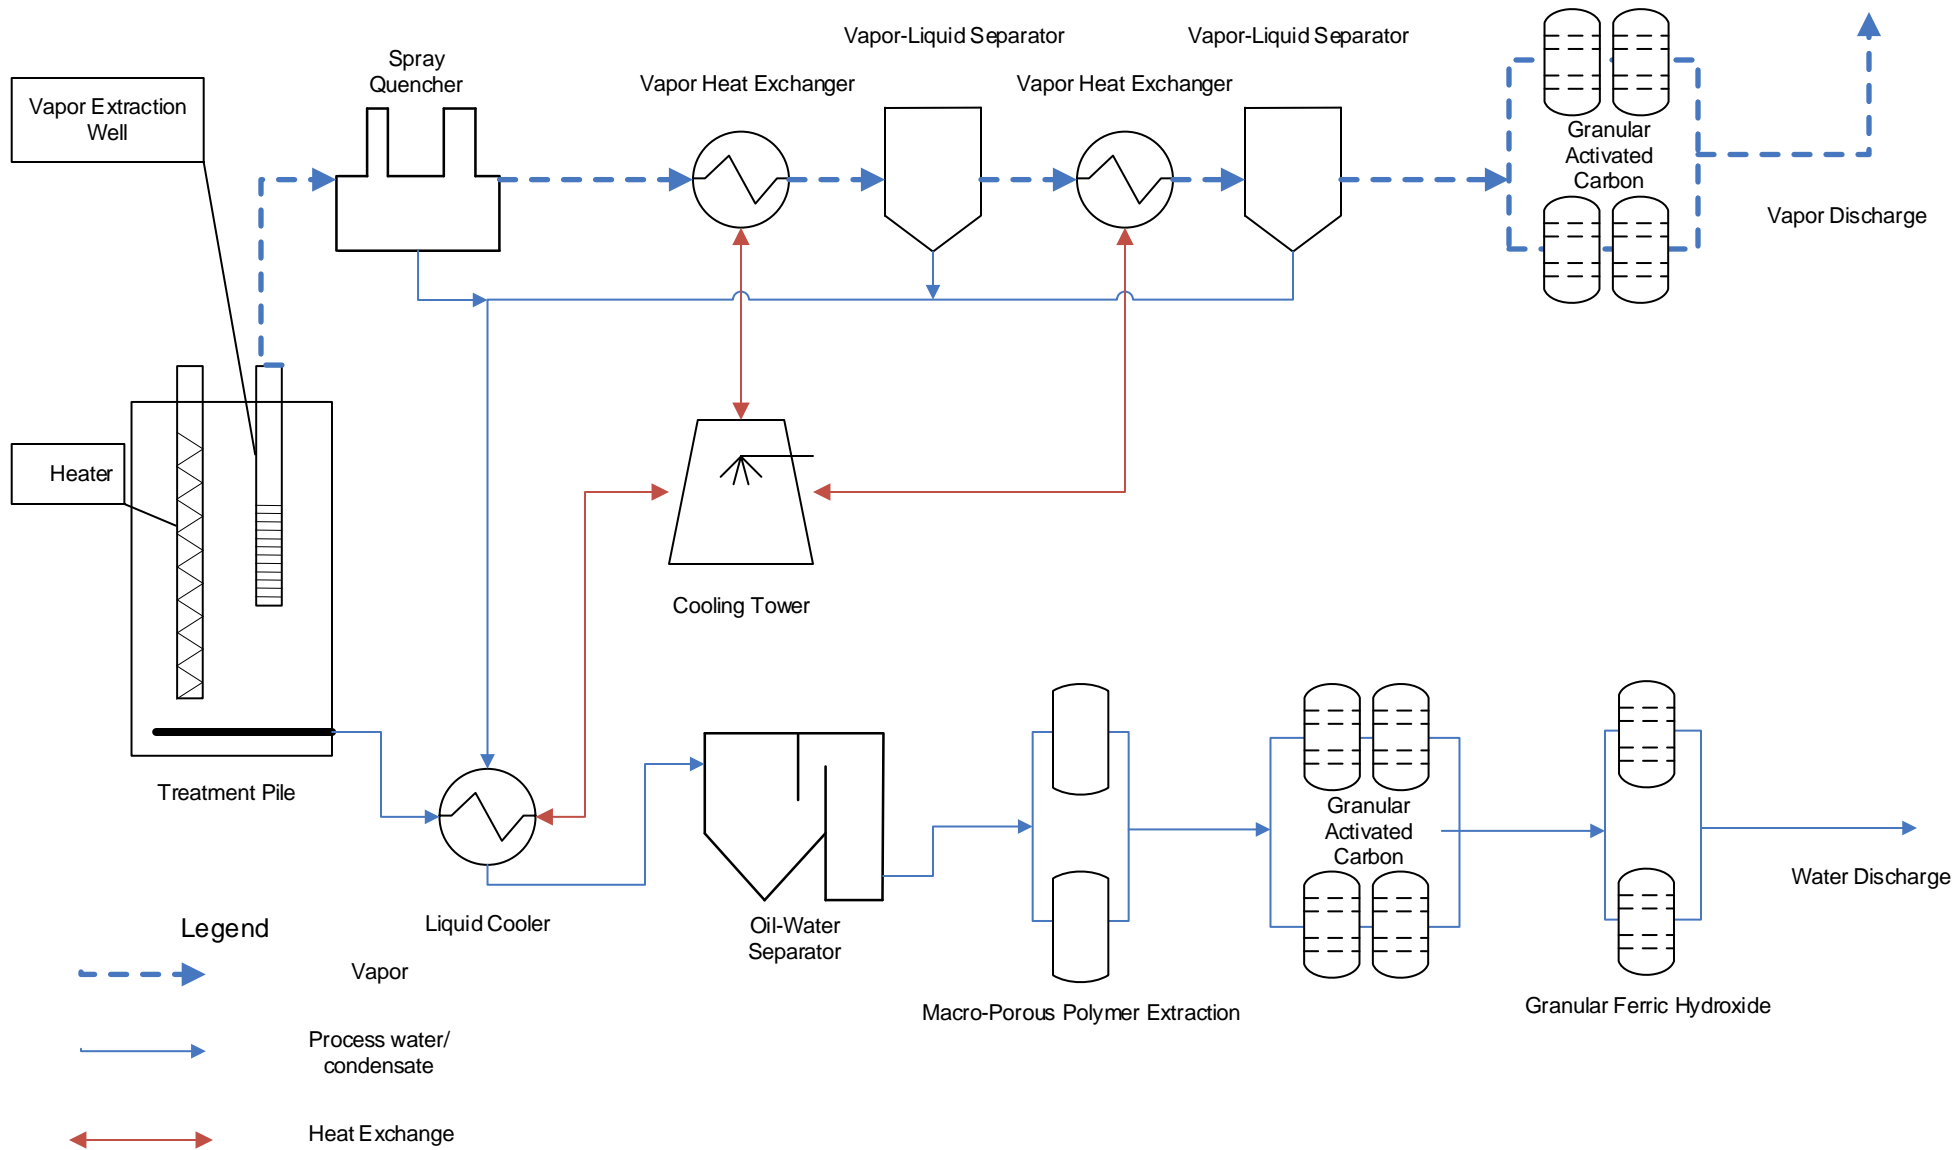 Vapor-Liquid Separator
Vapor-Liquid Separator
Spray
Quencher
Vapor Heat Exchanger
Vapor Heat Exchanger
Vapor Extraction
Well
Granular
Activated
Carbon
Vapor Discharge
Heater
Cooling Tower
Treatment Pile
Granular
Activated
Carbon
Water Discharge
Liquid Cooler
Oil-Water
Separator
Macro-Porous Polymer Extraction
Granular Ferric Hydroxide
Legend
Vapor
Process water/
condensate
Heat Exchange